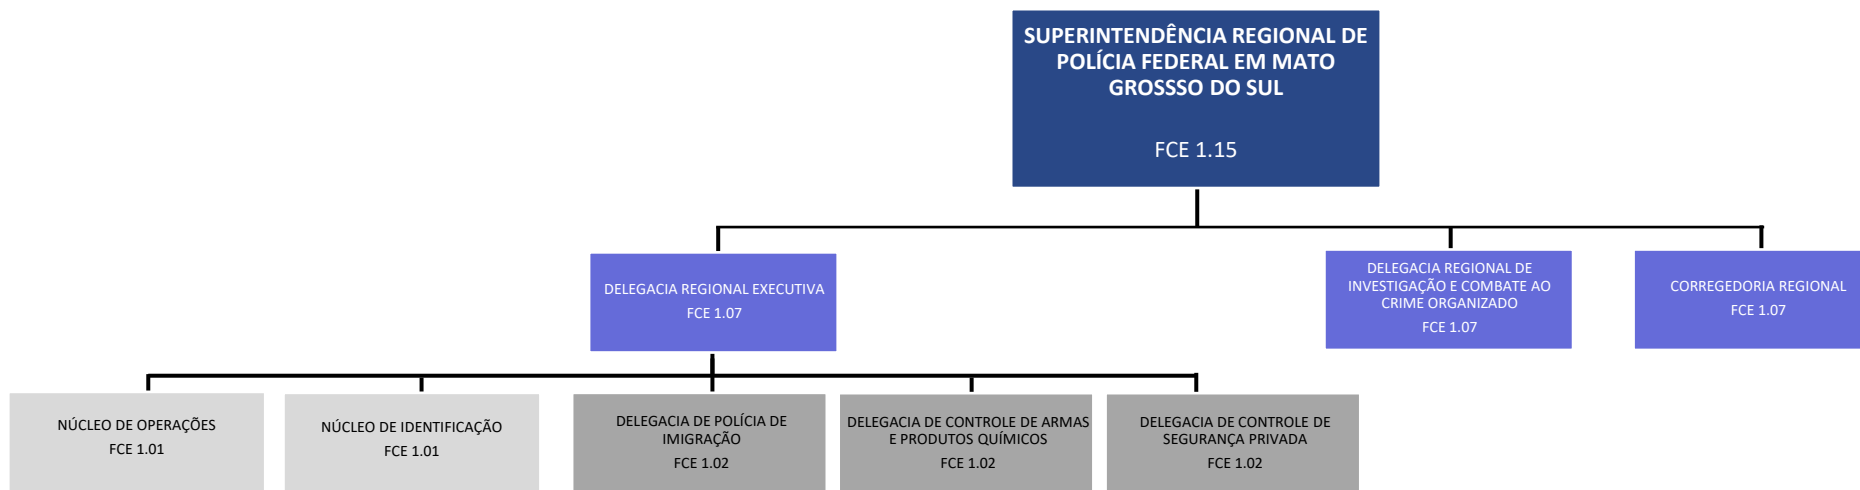 SUPERINTENDÊNCIA REGIONAL DE
POLÍCIA FEDERAL EM MATO
GROSSSO DO SUL
FCE 1.15
DELEGACIA REGIONAL EXECUTIVA
FCE 1.07
DELEGACIA REGIONAL DE
INVESTIGAÇÃO E COMBATE AO
CRIME ORGANIZADO
FCE 1.07
CORREGEDORIA REGIONAL
FCE 1.07
NÚCLEO DE OPERAÇÕES
FCE 1.01
NÚCLEO DE IDENTIFICAÇÃO
FCE 1.01
DELEGACIA DE POLÍCIA DE
IMIGRAÇÃO
FCE 1.02
DELEGACIA DE CONTROLE DE ARMAS
E PRODUTOS QUÍMICOS
FCE 1.02
DELEGACIA DE CONTROLE DE
SEGURANÇA PRIVADA
FCE 1.02